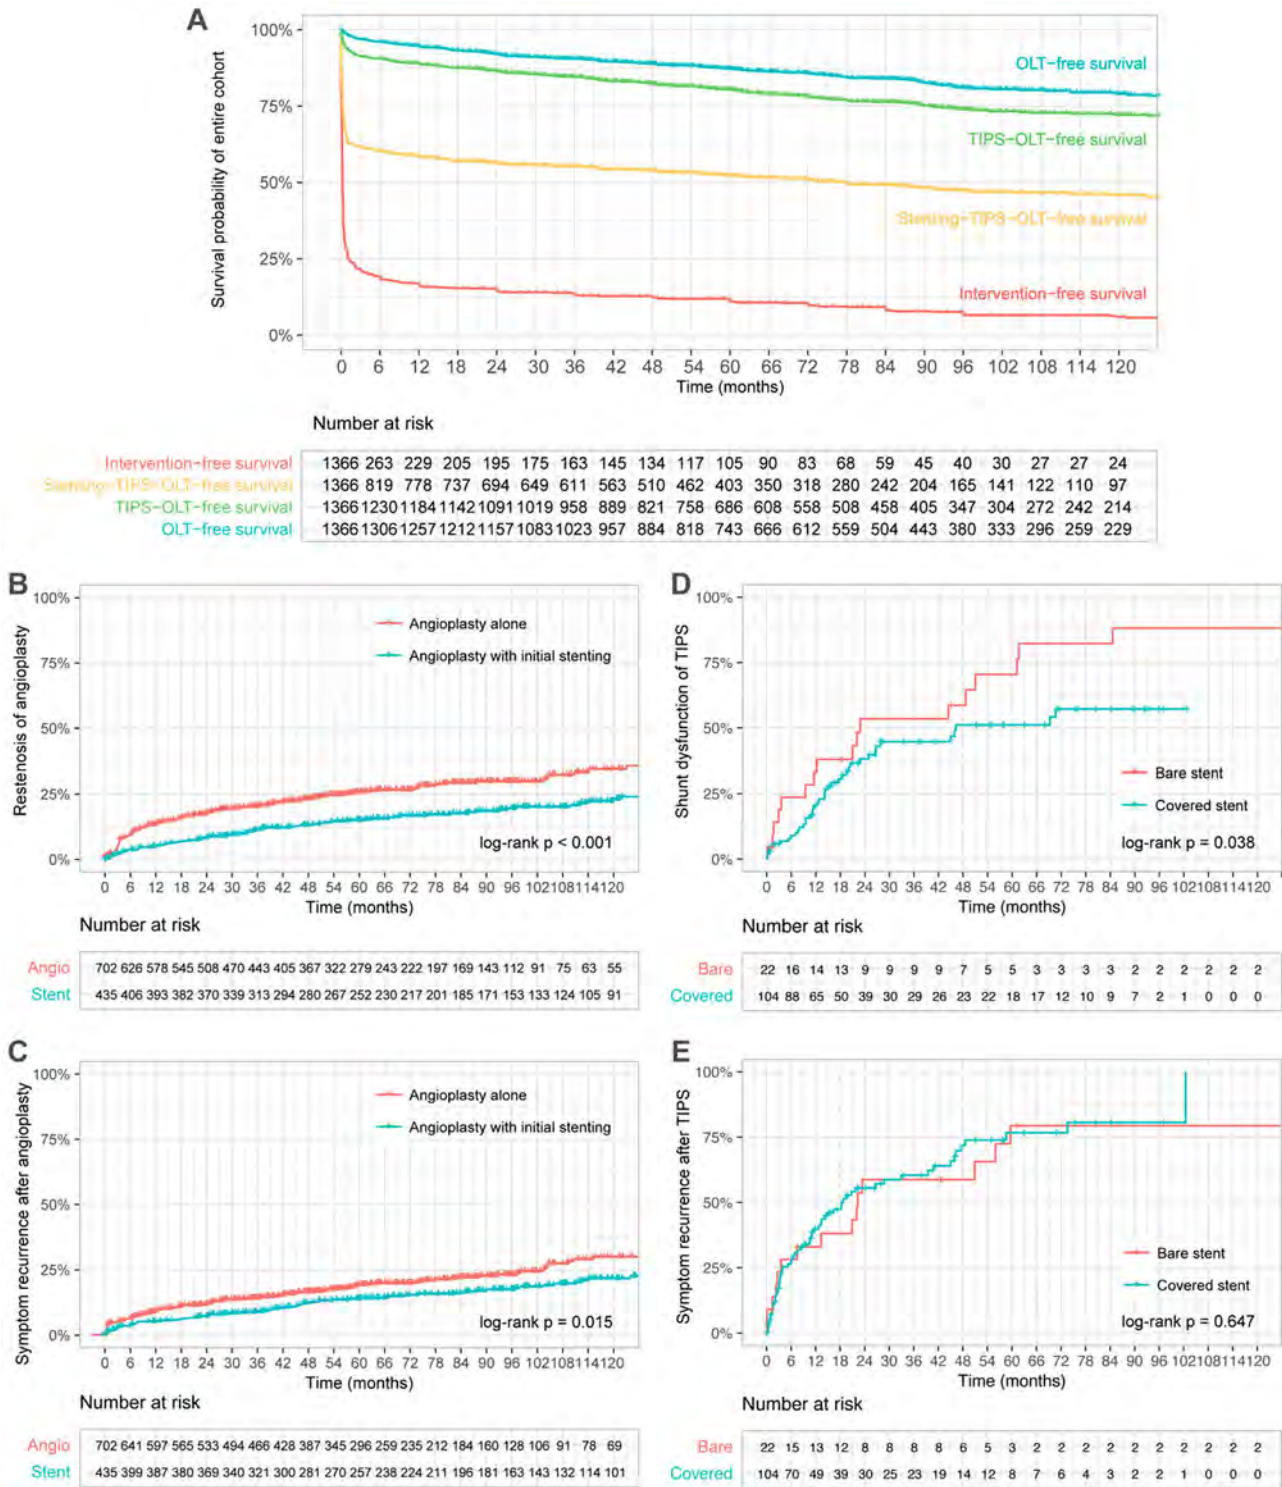 A
Survival probability of entire cohort
100%
75%
50%
25%
0%
OLT-free survival
TIPS-OLT-free survival
Stenting-TIPS-OLT-free survival
Intervention-free survival
0 6 12 18 24 30 36 42 48 54 60 66 72 78 84 90 96 102 108 114 120
Time (months)
Number at risk
Intervention-free survival 1366 263 229 205 195 175 163 145 134 117 105 90 83 68 59 45 40 30 27 27 24
Stenting-TIPS-OLT-free survival 1366 819 778 737 694 649 611 563 510 462 403 350 318 280 242 204 165 141 122 110 97
TIPS-OLT-free survival 1366 1230 1184 1142 1091 1019 958 889 821 758 686 608 558 508 458 405 347 304 272 242 214
OLT-free survival 1366 1306 1257 1212 1157 1083 1023 957 884 818 743 666 612 559 504 443 380 333 296 259 229
B
Restenosis of angioplasty
100%
75%
50%
25%
0%
Angioplasty alone
Angioplasty with initial stenting
log-rank p < 0.001
0 6 12 18 24 30 36 42 48 54 60 66 72 78 84 90 96 102 108 114 120
Time (months)
Number at risk
Angio 702 626 578 545 508 470 443 405 367 322 279 243 222 197 169 143 112 91 75 63 55
Stent 435 406 393 382 370 339 313 294 280 267 252 230 217 201 185 171 153 133 124 105 91
D
Shunt dysfunction of TIPS
100%
75%
50%
25%
0%
Bare stent
Covered stent
log-rank p = 0.038
0 6 12 18 24 30 36 42 48 54 60 66 72 78 84 90 96 102 108 114 120
Time (months)
Number at risk
Bare 22 16 14 13 9 9 9 9 7 5 5 3 3 3 3 2 2 2 2 2 2
Covered 104 88 65 50 39 30 29 26 23 22 18 17 12 10 9 7 2 1 0 0 0
C
Symptom recurrence after angioplasty
100%
75%
50%
25%
0%
Angioplasty alone
Angioplasty with initial stenting
log-rank p = 0.015
0 6 12 18 24 30 36 42 48 54 60 66 72 78 84 90 96 102 108 114 120
Time (months)
Number at risk
Angio 702 641 597 565 533 494 466 428 387 345 296 259 235 212 184 160 128 106 91 78 69
Stent 435 399 387 380 369 340 321 300 281 270 257 238 224 211 196 181 163 143 132 114 101
E
Symptom recurrence after TIPS
100%
75%
50%
25%
0%
Bare stent
Covered stent
log-rank p = 0.647
0 6 12 18 24 30 36 42 48 54 60 66 72 78 84 90 96 102 108 114 120
Time (months)
Number at risk
Bare 22 15 13 12 8 8 8 8 6 5 3 2 2 2 2 2 2 2 2 2 2
Covered 104 70 49 39 30 25 23 19 14 12 8 7 6 4 3 2 2 1 0 0 0